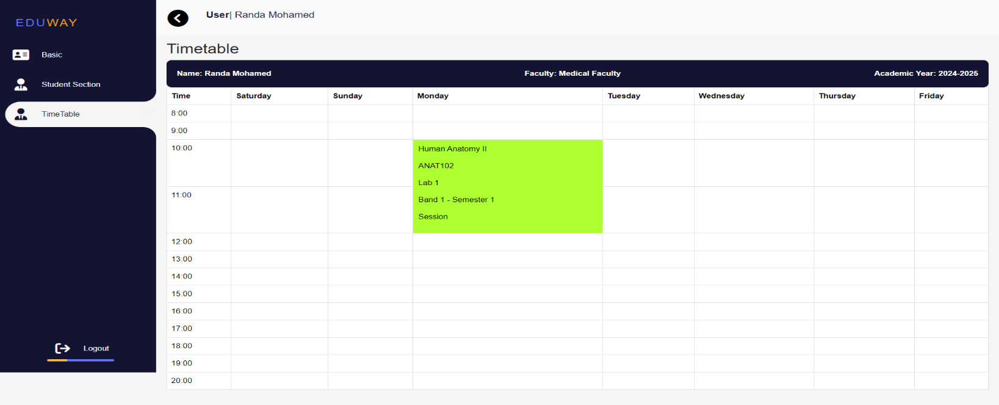 EDUWAY
Basic
Student Section
TimeTable
Logout
User| Randa Mohamed
Timetable
Name: Randa Mohamed Faculty: Medical Faculty Academic Year: 2024-2025
Time Saturday Sunday Monday Tuesday Wednesday Thursday Friday
8:00
9:00
10:00
Human Anatomy II
ANAT102
Lab 1
11:00
Band 1 - Semester 1
Session
12:00
13:00
14:00
15:00
16:00
17:00
18:00
19:00
20:00